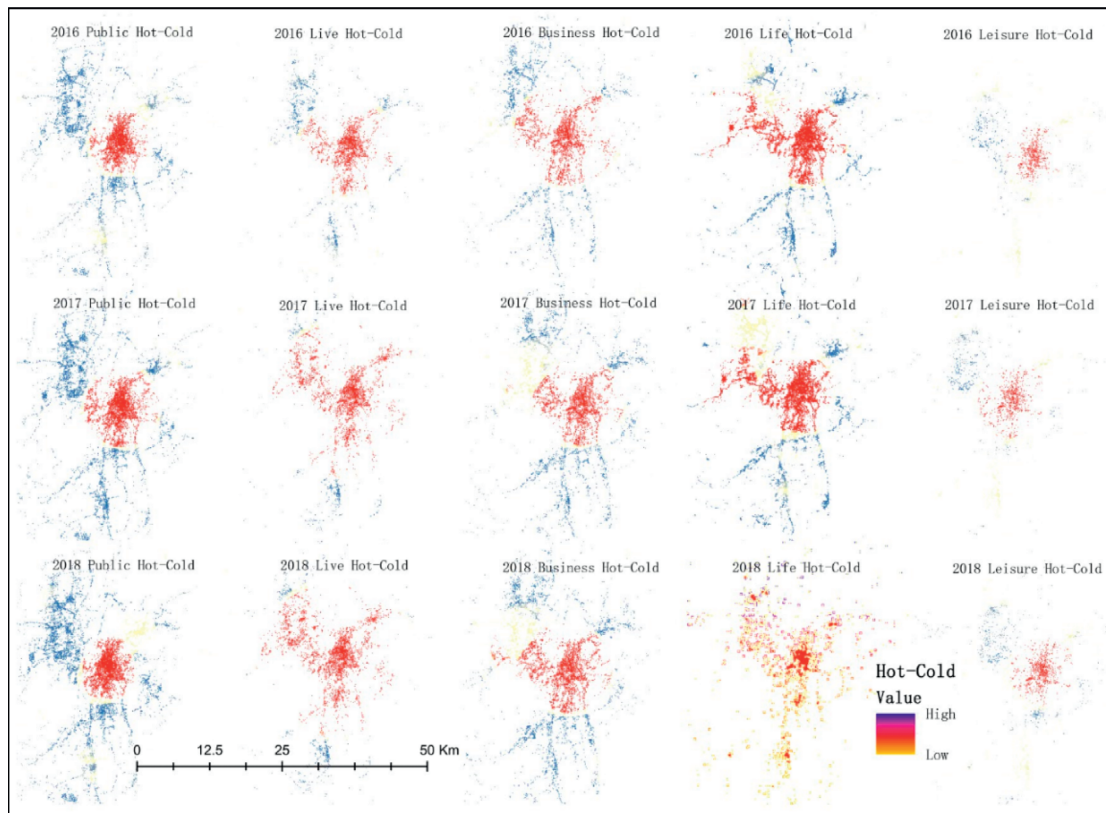 2016 Public Hot-Cold
2016 Live Hot-Cold
2016 Business Hot-Cold
2016 Life Hot-Cold
2016 Leisure Hot-Cold
2017 Public Hot-Cold
2017 Live Hot-Cold
2017 Business Hot-Cold
2017 Life Hot-Cold
2017 Leisure Hot-Cold
2018 Public Hot-Cold
2018 Live Hot-Cold
2018 Business Hot-Cold
2018 Life Hot-Cold
2018 Leisure Hot-Cold
Hot-Cold
Value
High
Low
0 12.5 25 50 Km